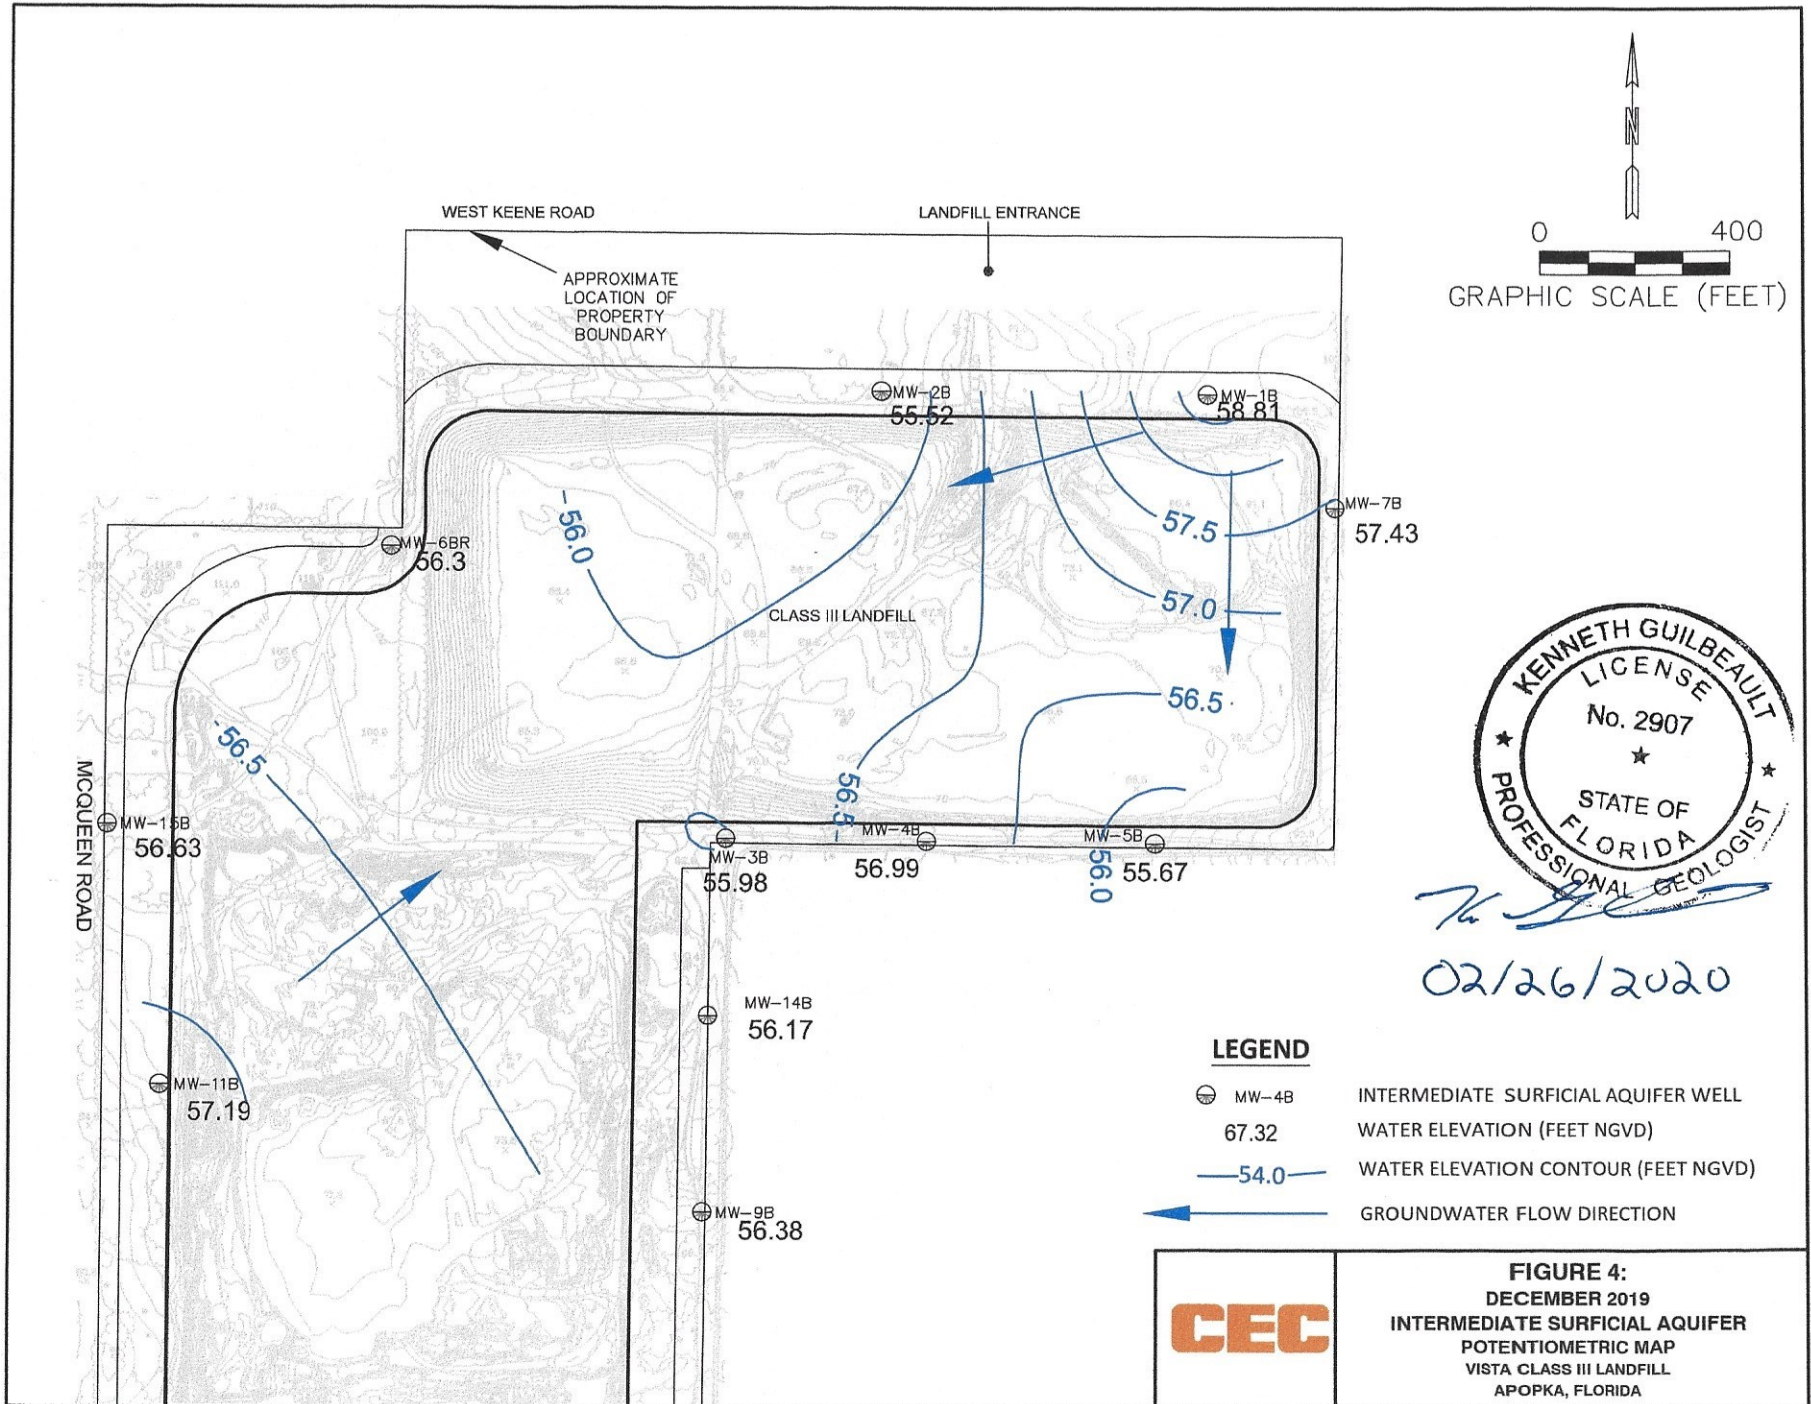 N
0 400
GRAPHIC SCALE (FEET)
WEST KEENE ROAD
LANDFILL ENTRANCE
APPROXIMATE
LOCATION OF
PROPERTY
BOUNDARY
MW-2B
55.52
MW-1B
58.81
MW-7B
57.43
56.0
57.5
57.0
MW-6BR
56.3
CLASS III LANDFILL
56.5
56.5
56.5
MCQUEEN ROAD
MW-15B
56.63
MW-3B
55.98
MW-4B
56.99
MW-5B
55.67
56.0
MW-14B
56.17
MW-11B
57.19
MW-9B
56.38
KENNETH GUILBEAULT
LICENSE
No. 2907
★
STATE OF
FLORIDA
★ PROFESSIONAL GEOLOGIST ★
02/26/2020
LEGEND
MW-4B INTERMEDIATE SURFICIAL AQUIFER WELL
67.32 WATER ELEVATION (FEET NGVD)
54.0 WATER ELEVATION CONTOUR (FEET NGVD)
GROUNDWATER FLOW DIRECTION
CEC
FIGURE 4:
DECEMBER 2019
INTERMEDIATE SURFICIAL AQUIFER
POTENTIOMETRIC MAP
VISTA CLASS III LANDFILL
APOPKA, FLORIDA